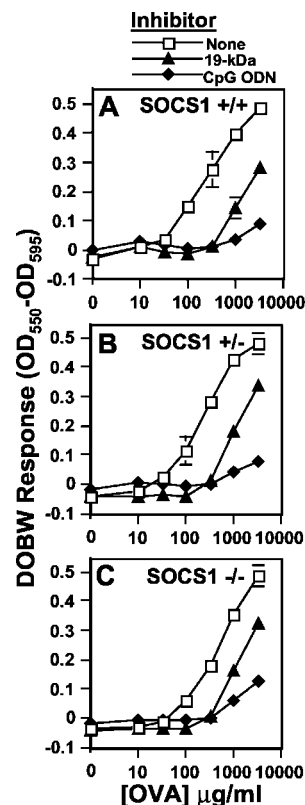 Inhibitor
None
19-kDa
CpG ODN
DOBW Response (OD550-OD595)
A
SOCS1 +/+
0.5
0.4
0.3
0.2
0.1
0
-0.1
0 10 100 1000 10000
B
SOCS1 +/-
0.5
0.4
0.3
0.2
0.1
0
-0.1
0 10 100 1000 10000
C
SOCS1 -/-
0.5
0.4
0.3
0.2
0.1
0
-0.1
0 10 100 1000 10000
[OVA] µg/ml